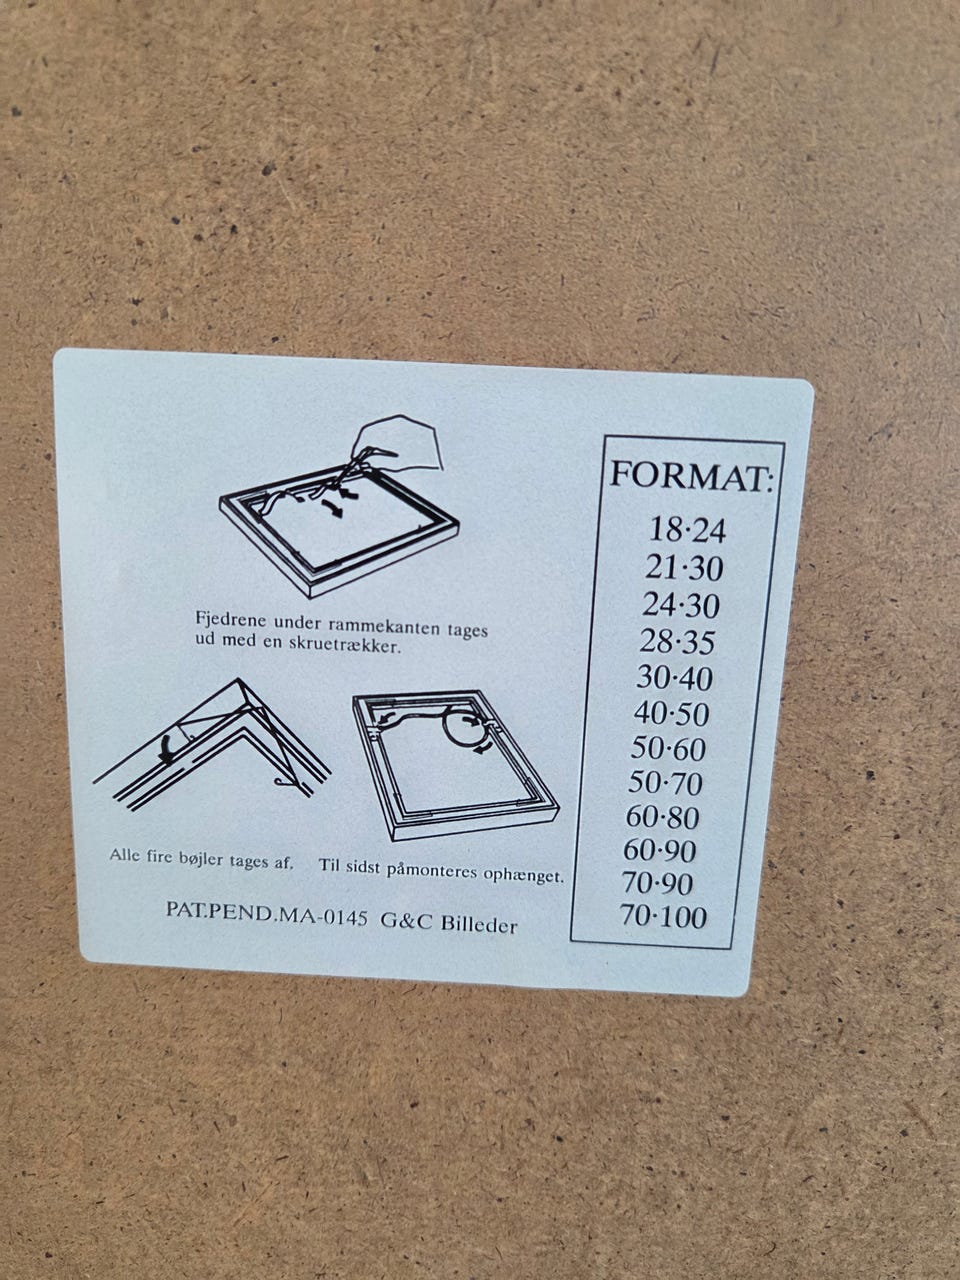 Fjedrene under rammekanten tages
ud med en skruetrækker.
Alle fire bøjler tages af.
Til sidst påmonteres ophænget.
PAT.PEND.MA-0145 G&C Billeder
FORMAT:
18·24
21·30
24·30
28·35
30·40
40·50
50·60
50·70
60·80
60·90
70·90
70·100